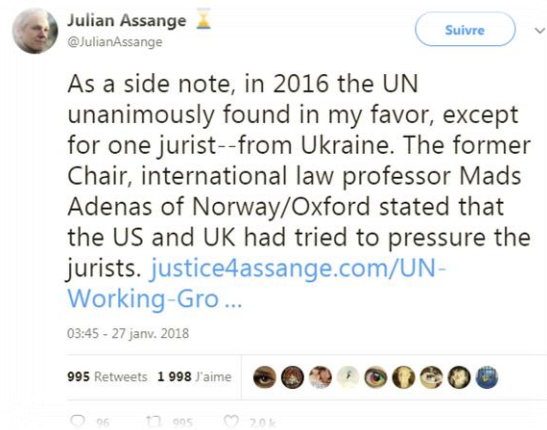 Julian Assange
@JulianAssange
Suivre
As a side note, in 2016 the UN
unanimously found in my favor, except
for one jurist--from Ukraine. The former
Chair, international law professor Mads
Adenas of Norway/Oxford stated that
the US and UK had tried to pressure the
jurists. justice4assange.com/UN-
Working-Gro ...
03:45 - 27 janv. 2018
995 Retweets 1 998 J'aime
96 995 2,0 k